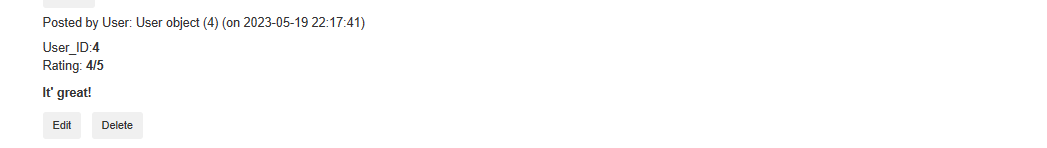 Posted by User: User object (4) (on 2023-05-19 22:17:41)
User_ID:4
Rating: 4/5
It' great!
Edit Delete